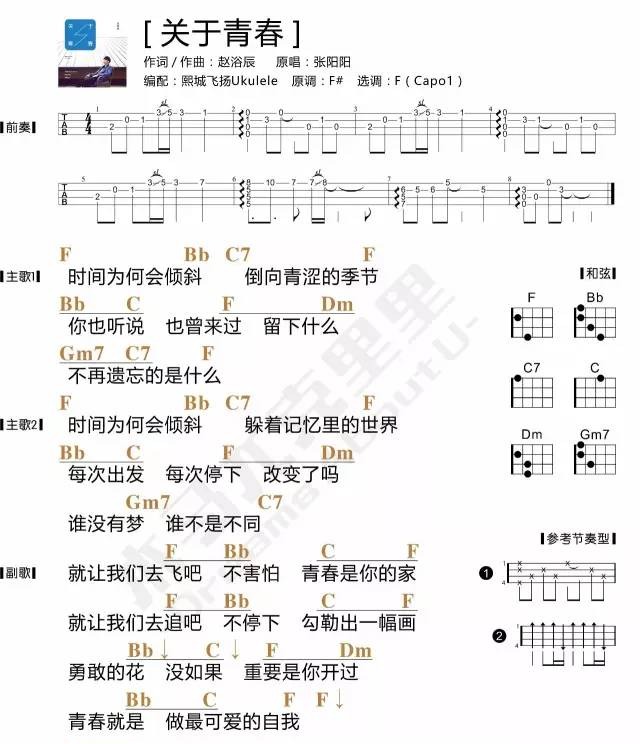 [ 关于青春 ]
作词 / 作曲：赵浴辰 原唱：张阳阳
编配：熙城飞扬Ukulele 原调：F# 选调：F（Capo1）
前奏
F Bb C7 F
主歌1 时间为何会倾斜 倒向青涩的季节
Bb C F Dm
你也听说 也曾来过 留下什么
Gm7 C7 F
不再遗忘的是什么
F Bb C7 F
主歌2 时间为何会倾斜 躲着记忆里的世界
Bb C F Dm
每次出发 每次停下 改变了吗
Gm7 C7
谁没有梦 谁不是不同
F Bb C F
副歌 就让我们去飞吧 不害怕 青春是你的家
F Bb C F
就让我们去追吧 不停下 勾勒出一幅画
Bb↓ C↓ F Dm
勇敢的花 没如果 重要是你开过
Bb C F F↓
青春就是 做最可爱的自我
和弦
F Bb
C7 C
Dm Gm7
参考节奏型
1
2